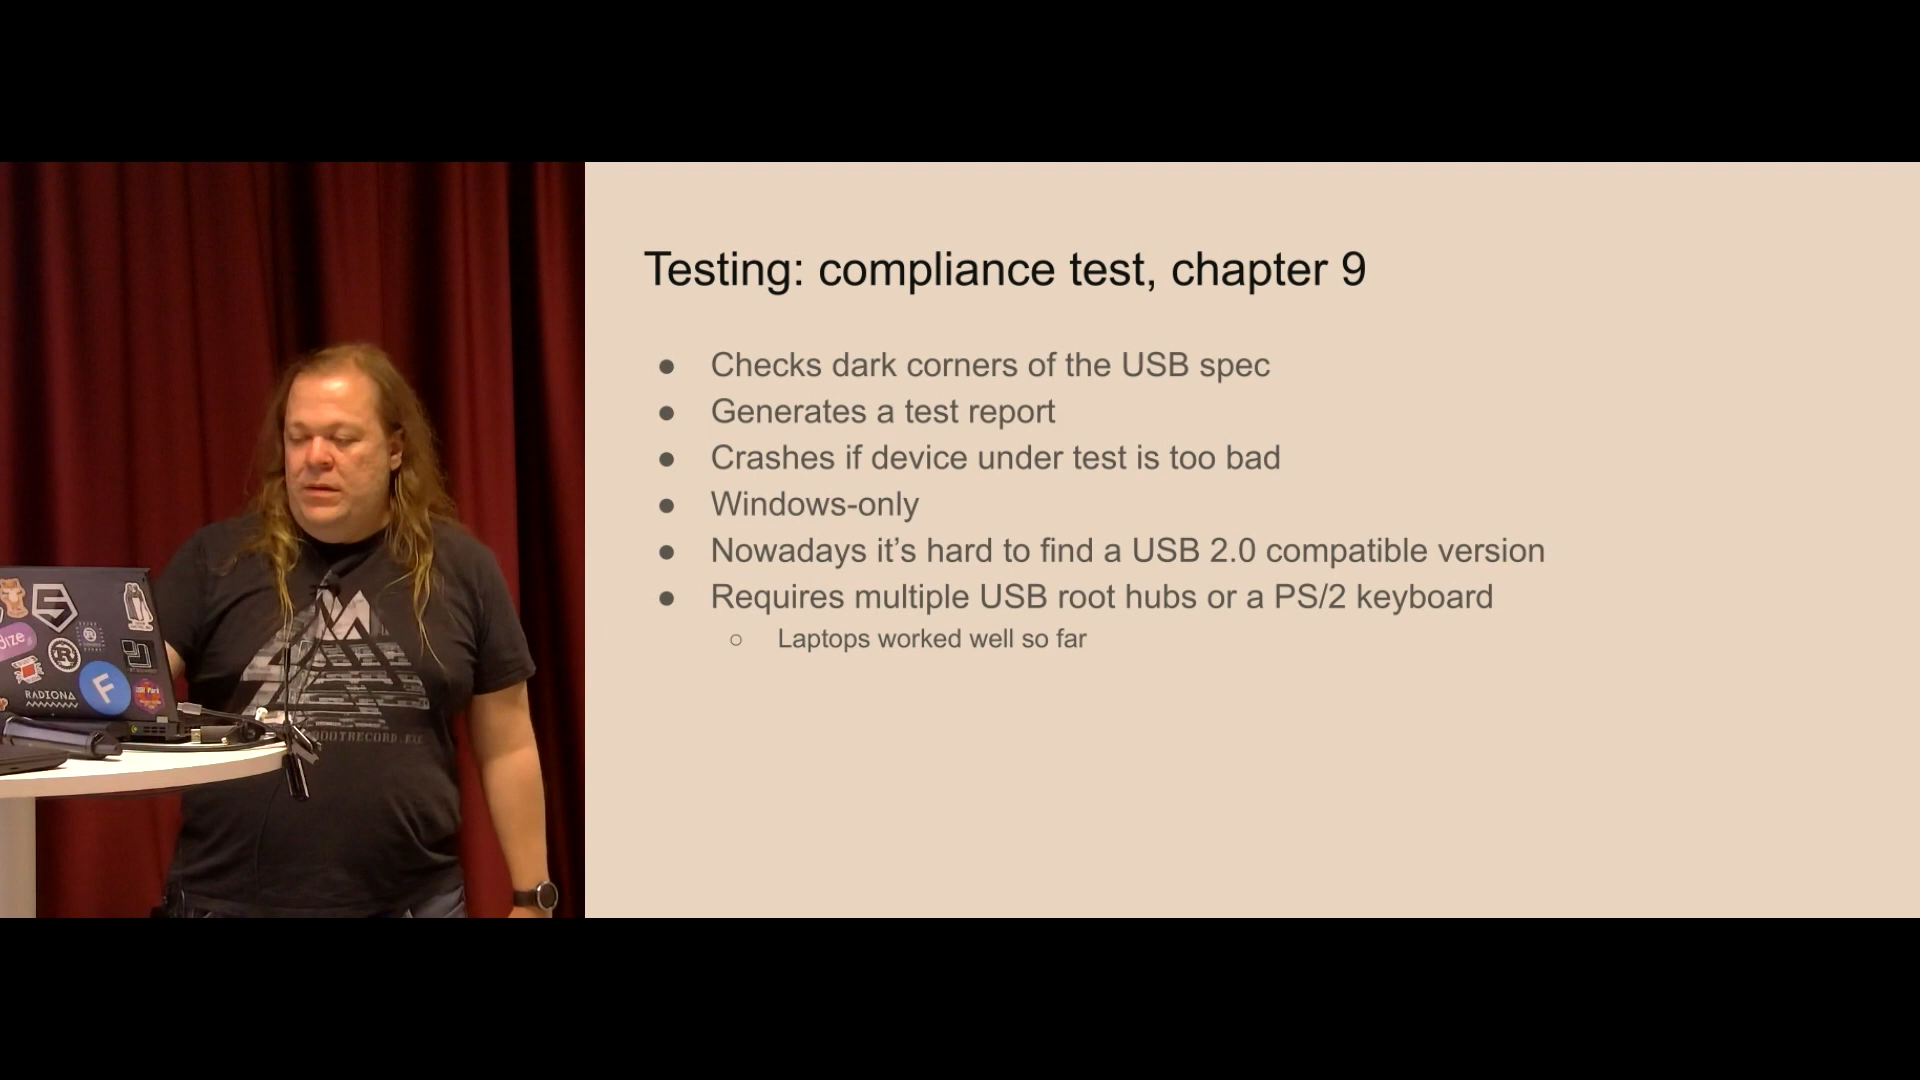 Testing: compliance test, chapter 9
● Checks dark corners of the USB spec
● Generates a test report
● Crashes if device under test is too bad
● Windows-only
● Nowadays it’s hard to find a USB 2.0 compatible version
● Requires multiple USB root hubs or a PS/2 keyboard
○ Laptops worked well so far
RADIONA
F